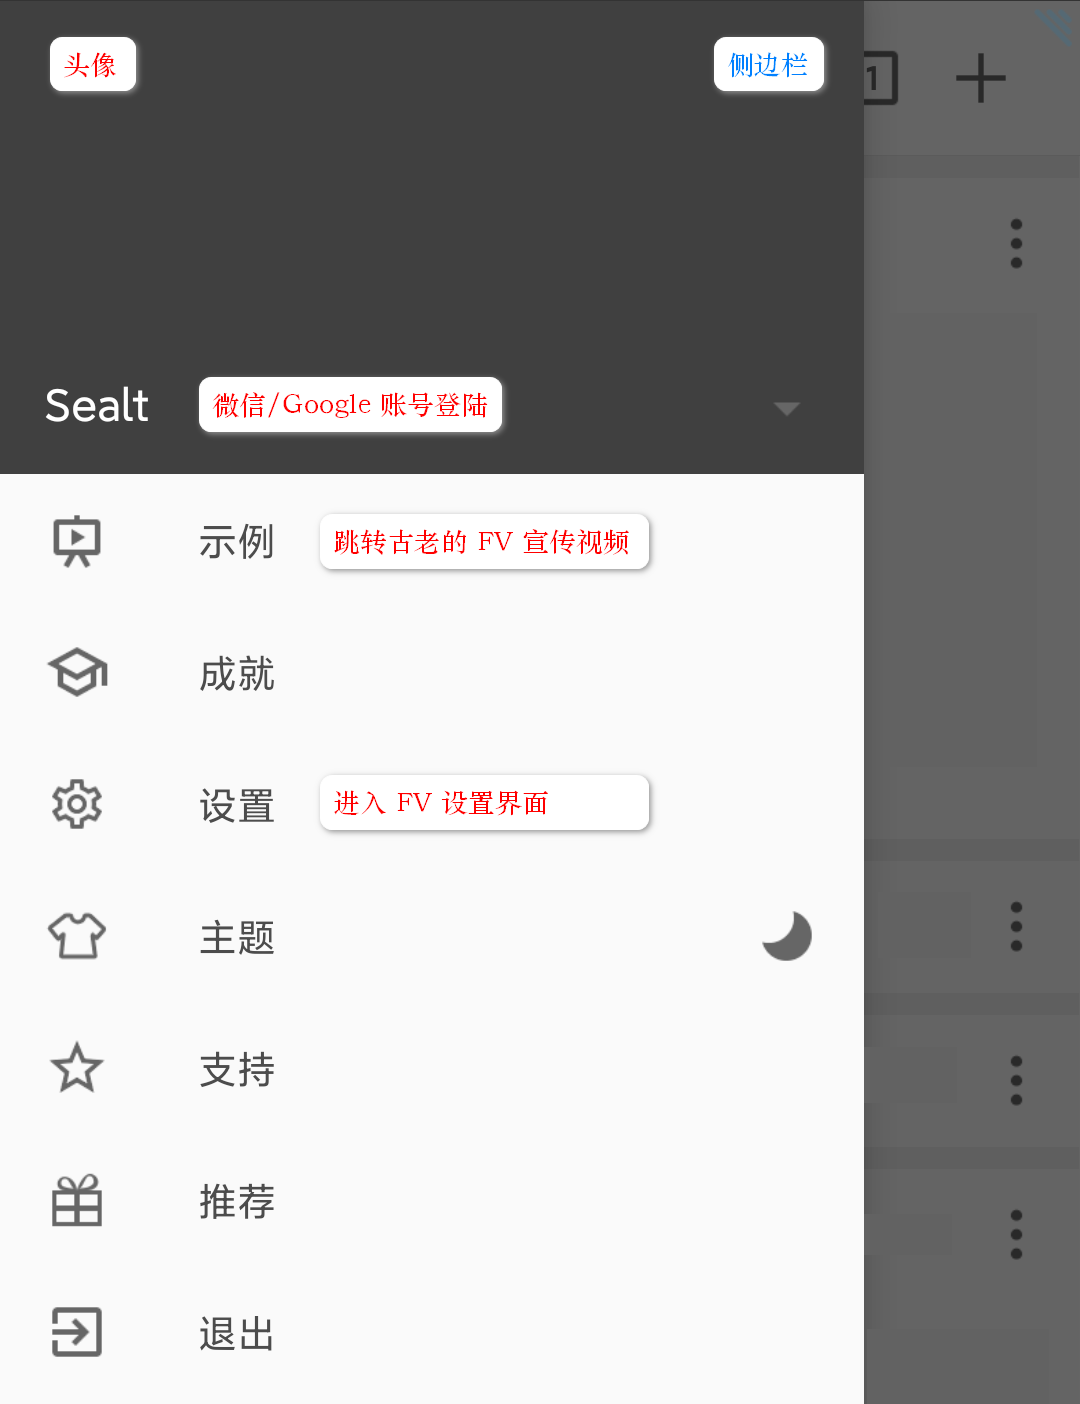 头像
侧边栏
1
Sealt
微信/Google 账号登陆
示例
跳转古老的 FV 宣传视频
成就
设置
进入 FV 设置界面
主题
支持
推荐
退出